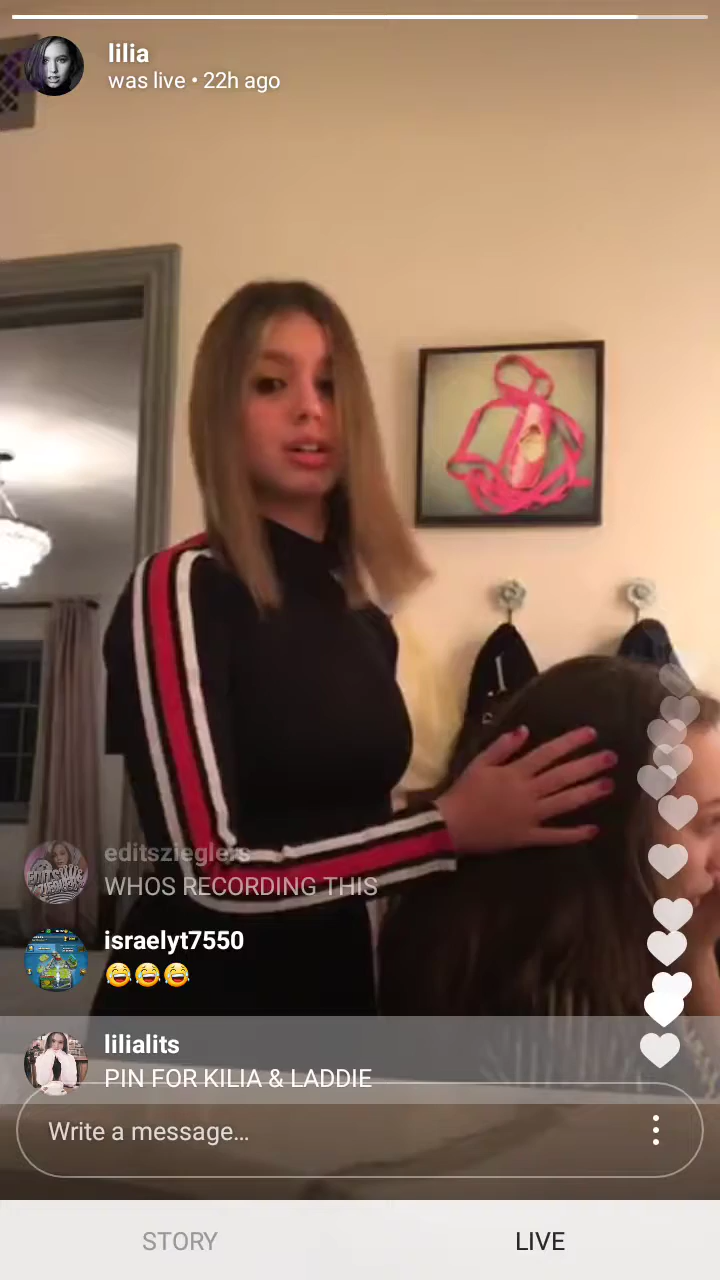 lilia
was live • 22h ago
editszieglers
WHOS RECORDING THIS
israelyt7550
😂😂😂
lilialits
PIN FOR KILIA & LADDIE
Write a message...
STORY
LIVE